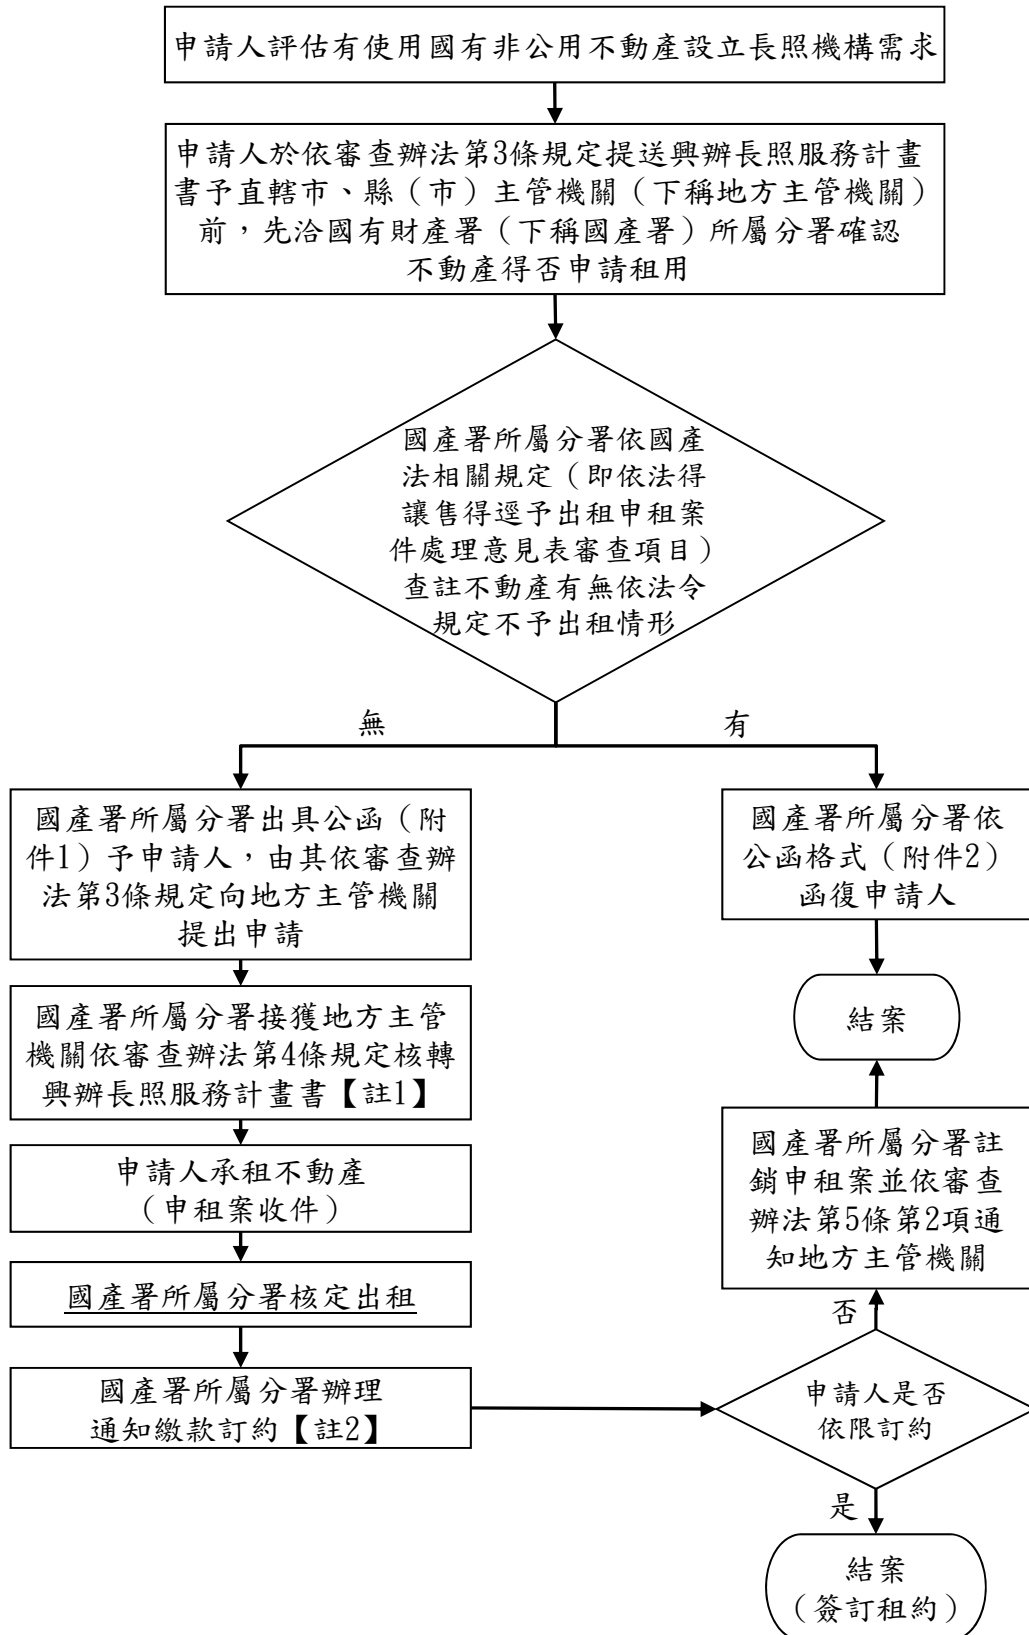 申請人評估有使用國有非公用不動產設立長照機構需求
申請人於依審查辦法第3條規定提送興辦長照服務計畫
書予直轄市、縣（市）主管機關（下稱地方主管機關）
前，先洽國有財產署（下稱國產署）所屬分署確認
不動產得否申請租用
國產署所屬分署依國產
法相關規定（即依法得
讓售得逕予出租申租案
件處理意見表審查項目）
查註不動產有無依法令
規定不予出租情形
無
有
國產署所屬分署出具公函（附
件1）予申請人，由其依審查辦
法第3條規定向地方主管機關
提出申請
國產署所屬分署依
公函格式（附件2）
函復申請人
結案
國產署所屬分署接獲地方主管
機關依審查辦法第4條規定核轉
興辦長照服務計畫書【註1】
申請人承租不動產
（申租案收件）
國產署所屬分署核定出租
國產署所屬分署辦理
通知繳款訂約【註2】
國產署所屬分署註
銷申租案並依審查
辦法第5條第2項通
知地方主管機關
否
申請人是否
依限訂約
是
結案
（簽訂租約）